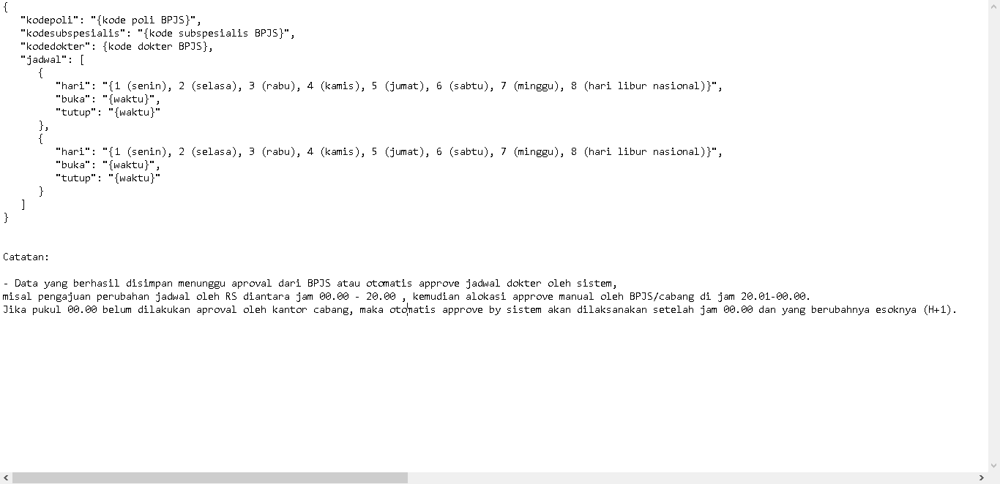 {
   "kodepoli": "{kode poli BPJS}",
   "kodesubspesialis": "{kode subspesialis BPJS}",
   "kodedokter": {kode dokter BPJS},
   "jadwal": [
      {
         "hari": "{1 (senin), 2 (selasa), 3 (rabu), 4 (kamis), 5 (jumat), 6 (sabtu), 7 (minggu), 8 (hari libur nasional)}",
         "buka": "{waktu}",
         "tutup": "{waktu}"
      },
      {
         "hari": "{1 (senin), 2 (selasa), 3 (rabu), 4 (kamis), 5 (jumat), 6 (sabtu), 7 (minggu), 8 (hari libur nasional)}",
         "buka": "{waktu}",
         "tutup": "{waktu}"
      }
   ]
}
Catatan:
- Data yang berhasil disimpan menunggu aproval dari BPJS atau otomatis approve jadwal dokter oleh sistem,
misal pengajuan perubahan jadwal oleh RS diantara jam 00.00 - 20.00 , kemudian alokasi approve manual oleh BPJS/cabang di jam 20.01-00.00.
Jika pukul 00.00 belum dilakukan aproval oleh kantor cabang, maka otomatis approve by sistem akan dilaksanakan setelah jam 00.00 dan yang berubahnya esoknya (H+1).